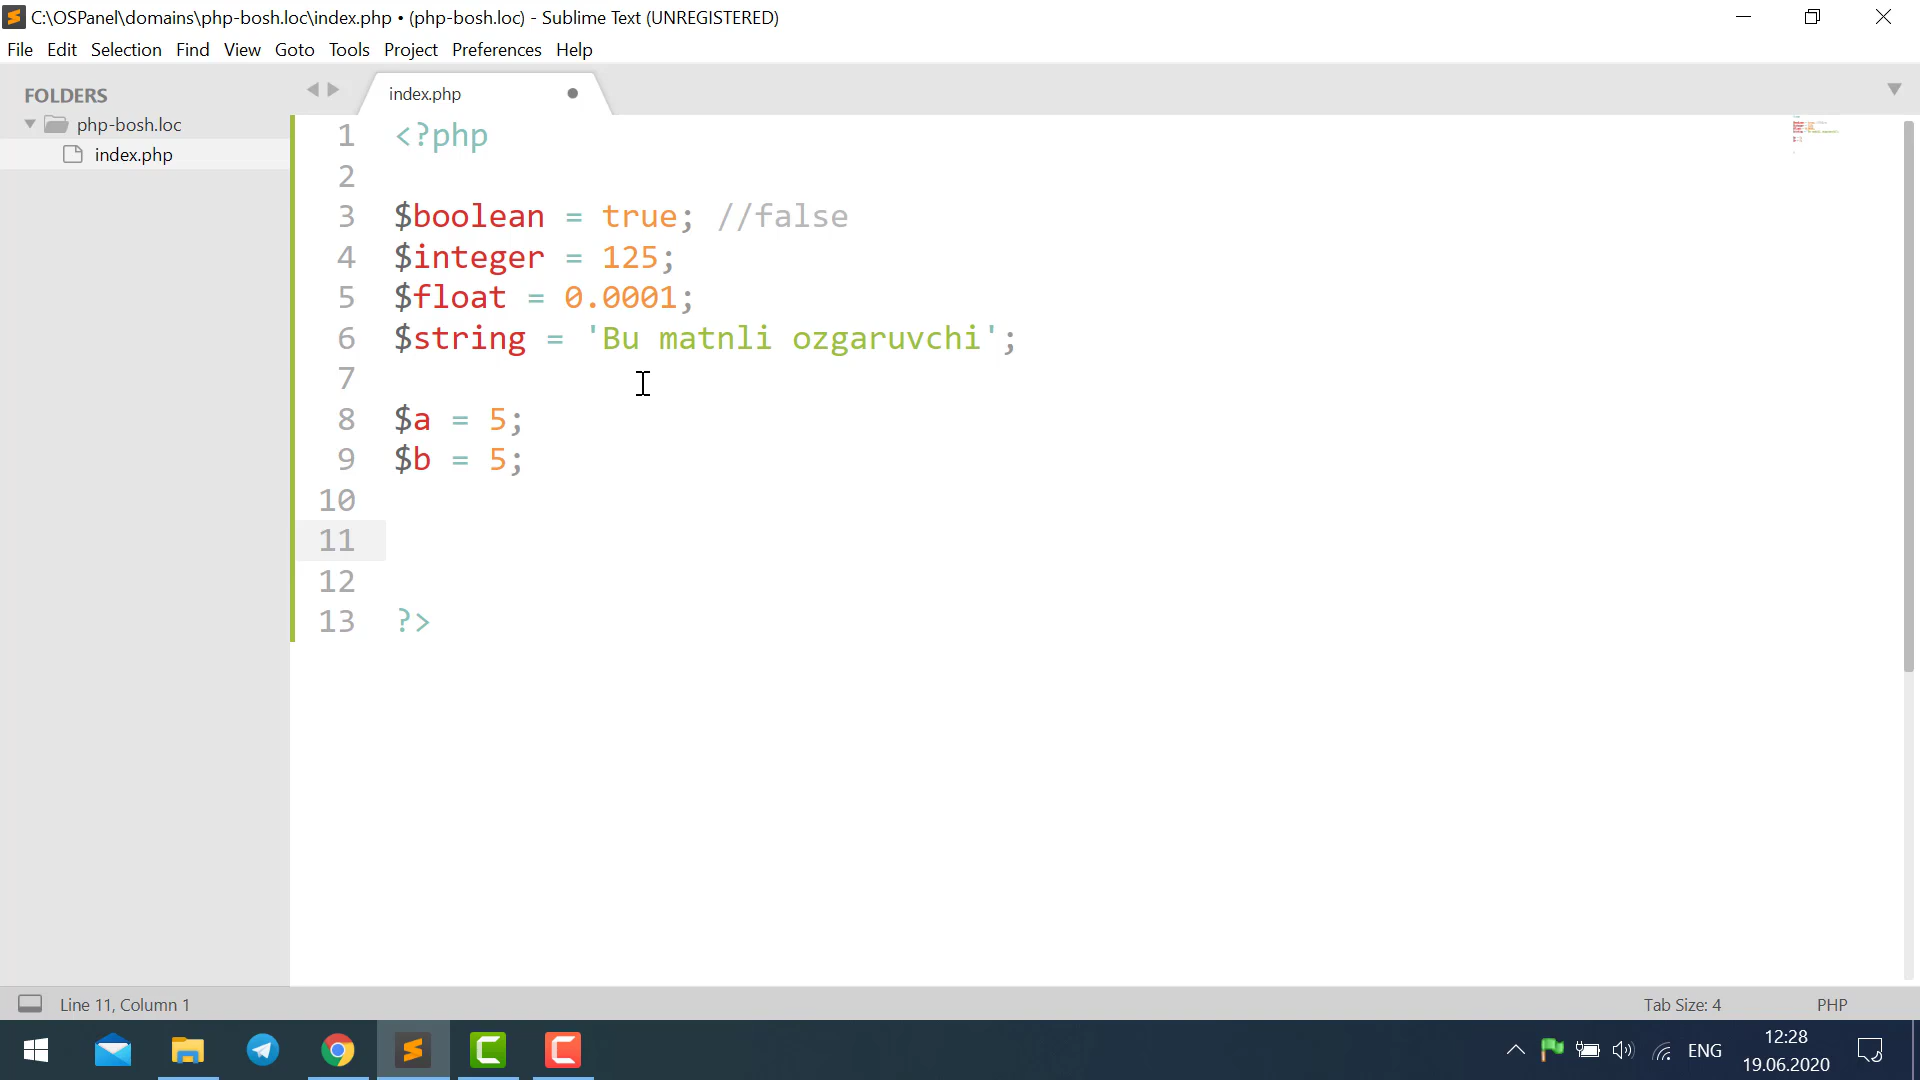 C:\OSPanel\domains\php-bosh.loc\index.php • (php-bosh.loc) - Sublime Text (UNREGISTERED)
File Edit Selection Find View Goto Tools Project Preferences Help
FOLDERS
php-bosh.loc
index.php
index.php
1 <?php
2
3 $boolean = true; //false
4 $integer = 125;
5 $float = 0.0001;
6 $string = 'Bu matnli ozgaruvchi';
7
8 $a = 5;
9 $b = 5;
10
11
12
13 ?>
Line 11, Column 1
Tab Size: 4
PHP
ENG
12:28
19.06.2020